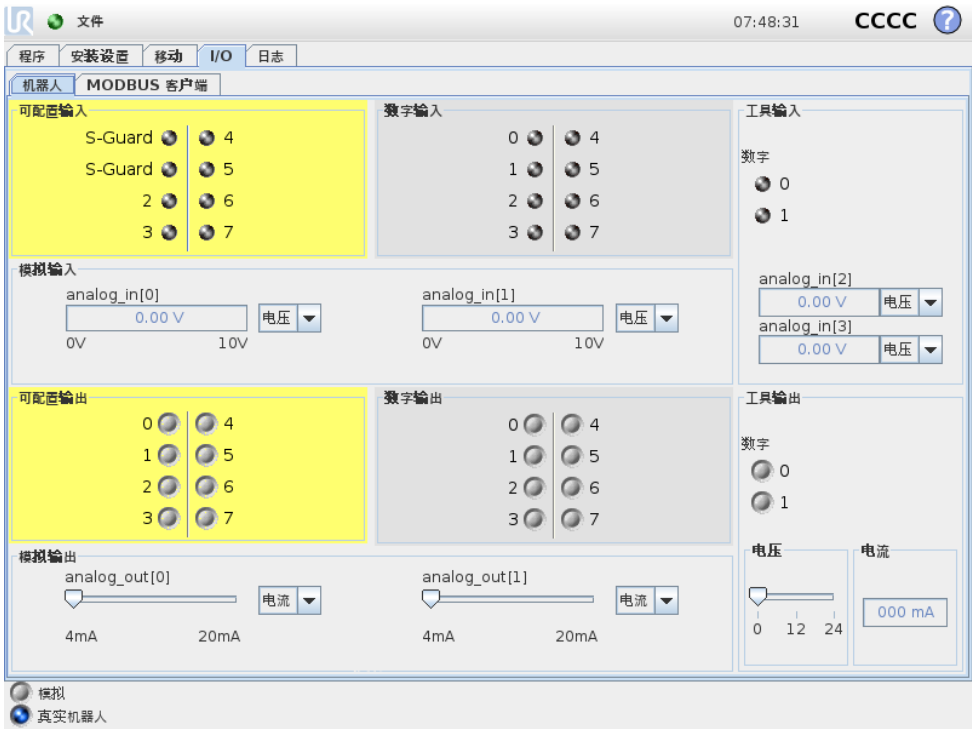 UR 文件 07:48:31 CCCC ?
程序 安装设置 移动 I/O 日志
机器人 MODBUS 客户端
可配置输入
S-Guard 4
S-Guard 5
2 6
3 7
数字输入
0 4
1 5
2 6
3 7
工具输入
数字
0
1
analog_in[2]
0.00 V 电压
analog_in[3]
0.00 V 电压
模拟输入
analog_in[0]
0.00 V 电压
0V 10V
analog_in[1]
0.00 V 电压
0V 10V
可配置输出
0 4
1 5
2 6
3 7
数字输出
0 4
1 5
2 6
3 7
工具输出
数字
0
1
电压
0 12 24
电流
000 mA
模拟输出
analog_out[0]
电流
4mA 20mA
analog_out[1]
电流
4mA 20mA
模拟
真实机器人